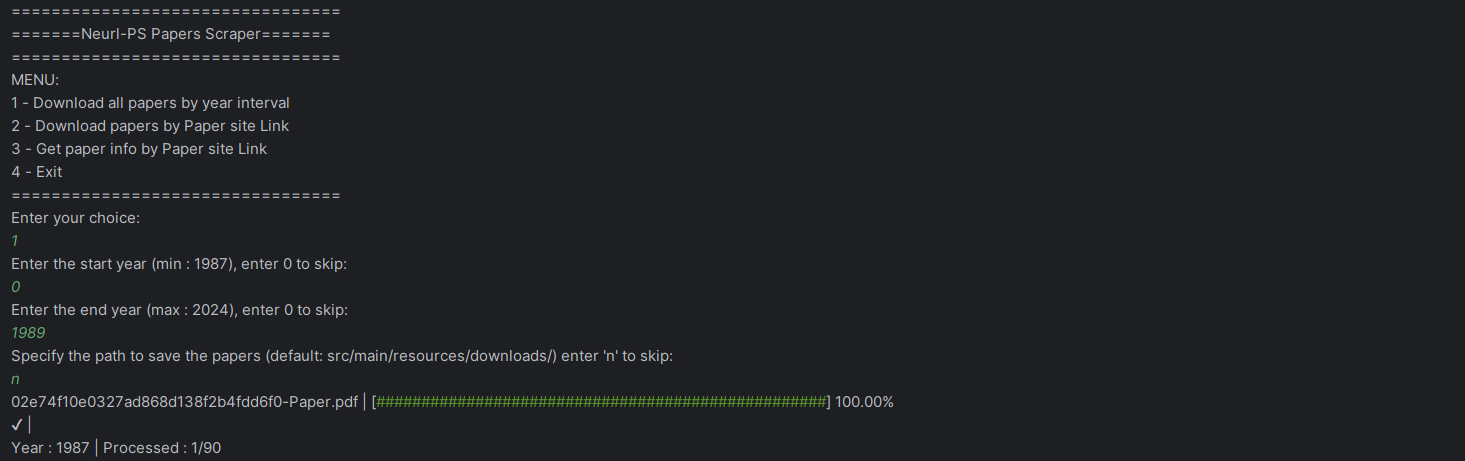 =================================
=======Neurl-PS Papers Scraper=======
=================================
MENU:
1 - Download all papers by year interval
2 - Download papers by Paper site Link
3 - Get paper info by Paper site Link
4 - Exit
=================================
Enter your choice:
1
Enter the start year (min : 1987), enter 0 to skip:
0
Enter the end year (max : 2024), enter 0 to skip:
1989
Specify the path to save the papers (default: src/main/resources/downloads/) enter 'n' to skip:
n
02e74f10e0327ad868d138f2b4fdd6f0-Paper.pdf | [##################################################] 100.00%
✔ |
Year : 1987 | Processed : 1/90